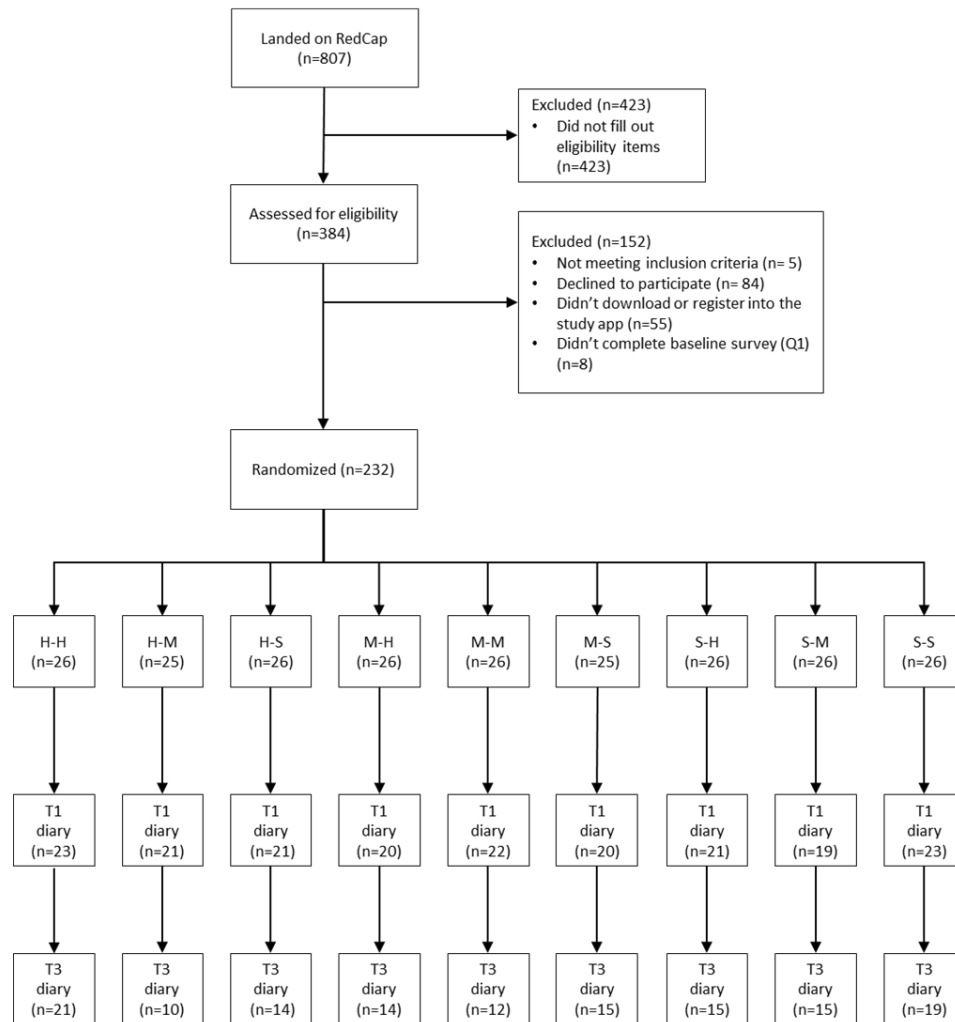 Landed on RedCap
(n=807)
Excluded (n=423)
• Did not fill out
eligibility items
(n=423)
Assessed for eligibility
(n=384)
Excluded (n=152)
• Not meeting inclusion criteria (n= 5)
• Declined to participate (n= 84)
• Didn’t download or register into the
study app (n=55)
• Didn’t complete baseline survey (Q1)
(n=8)
Randomized (n=232)
H-H
(n=26)
H-M
(n=25)
H-S
(n=26)
M-H
(n=26)
M-M
(n=26)
M-S
(n=25)
S-H
(n=26)
S-M
(n=26)
S-S
(n=26)
T1
diary
(n=23)
T1
diary
(n=21)
T1
diary
(n=21)
T1
diary
(n=20)
T1
diary
(n=22)
T1
diary
(n=20)
T1
diary
(n=21)
T1
diary
(n=19)
T1
diary
(n=23)
T3
diary
(n=21)
T3
diary
(n=10)
T3
diary
(n=14)
T3
diary
(n=14)
T3
diary
(n=12)
T3
diary
(n=15)
T3
diary
(n=15)
T3
diary
(n=15)
T3
diary
(n=19)